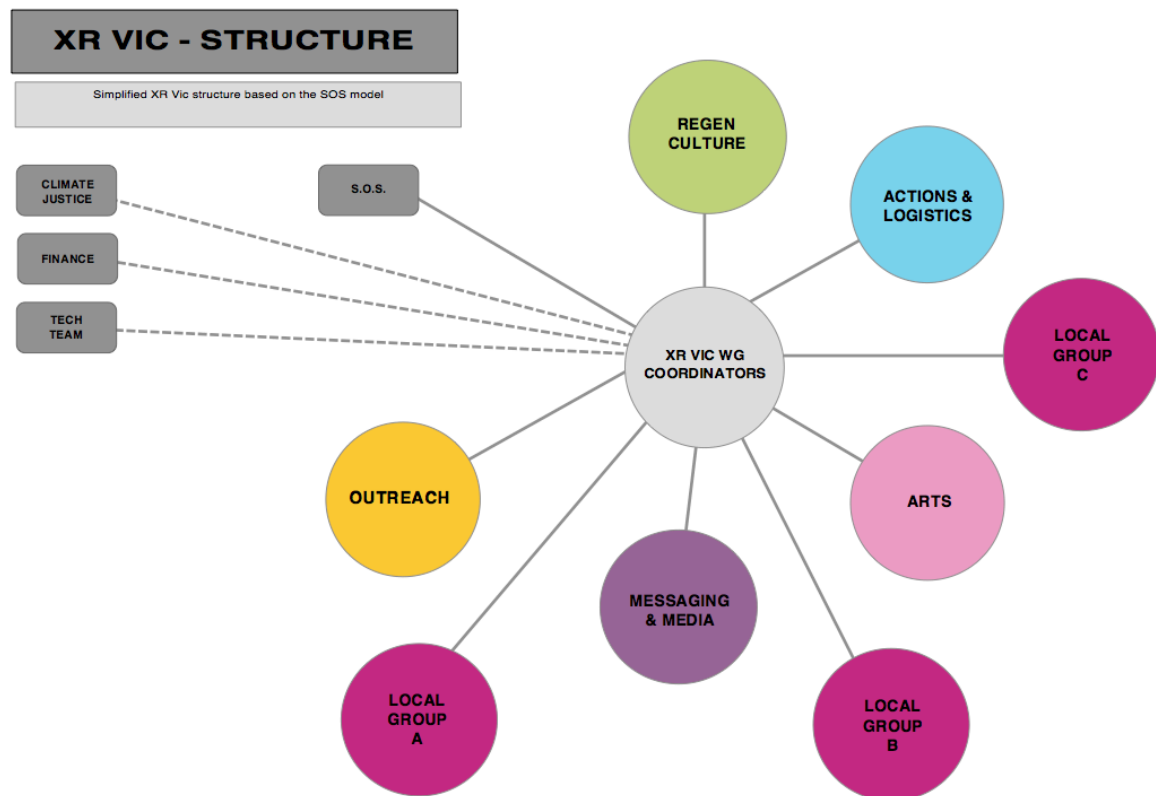 XR VIC - STRUCTURE
Simplified XR Vic structure based on the SOS model
CLIMATE
JUSTICE
S.O.S.
FINANCE
TECH
TEAM
REGEN
CULTURE
ACTIONS &
LOGISTICS
LOCAL
GROUP
C
XR VIC WG
COORDINATORS
OUTREACH
ARTS
MESSAGING
& MEDIA
LOCAL
GROUP
A
LOCAL
GROUP
B